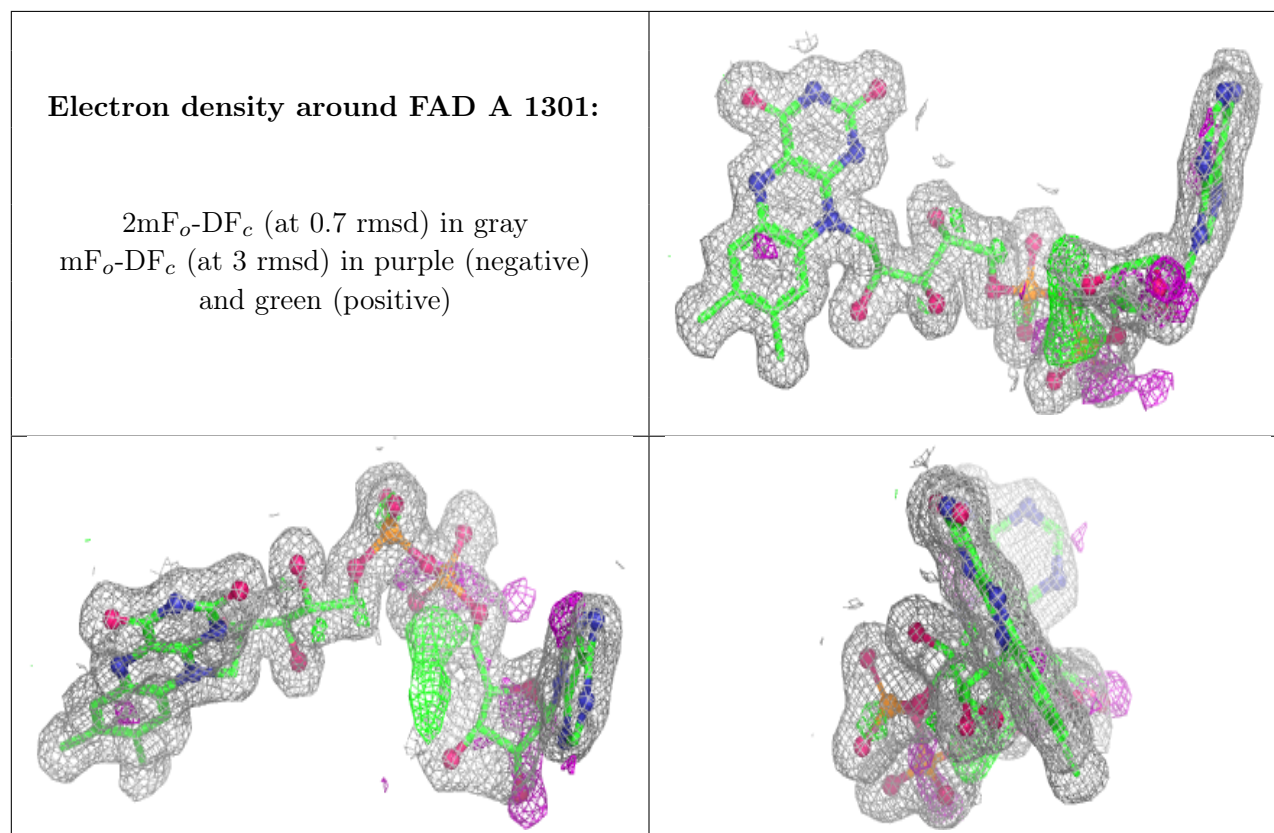 Electron density around FAD A 1301:
2mFo-DFc (at 0.7 rmsd) in gray
mFo-DFc (at 3 rmsd) in purple (negative)
and green (positive)